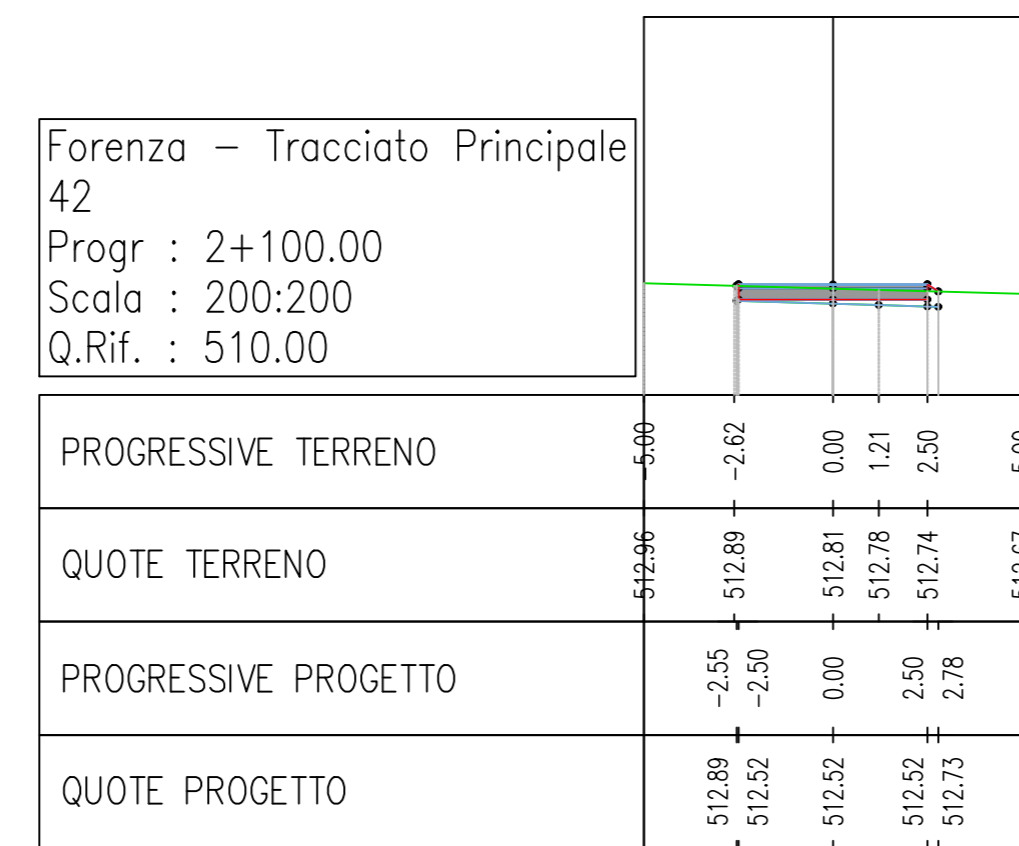 Forenza – Tracciato Principale
42
Progr : 2+100.00
Scala : 200:200
Q.Rif. : 510.00
PROGRESSIVE TERRENO -5.00 -2.62 0.00 1.21 2.50
QUOTE TERRENO 512.96 512.89 512.81 512.78 512.74
PROGRESSIVE PROGETTO -2.55 -2.50 0.00 2.50 2.78
QUOTE PROGETTO 512.89 512.52 512.52 512.52 512.73